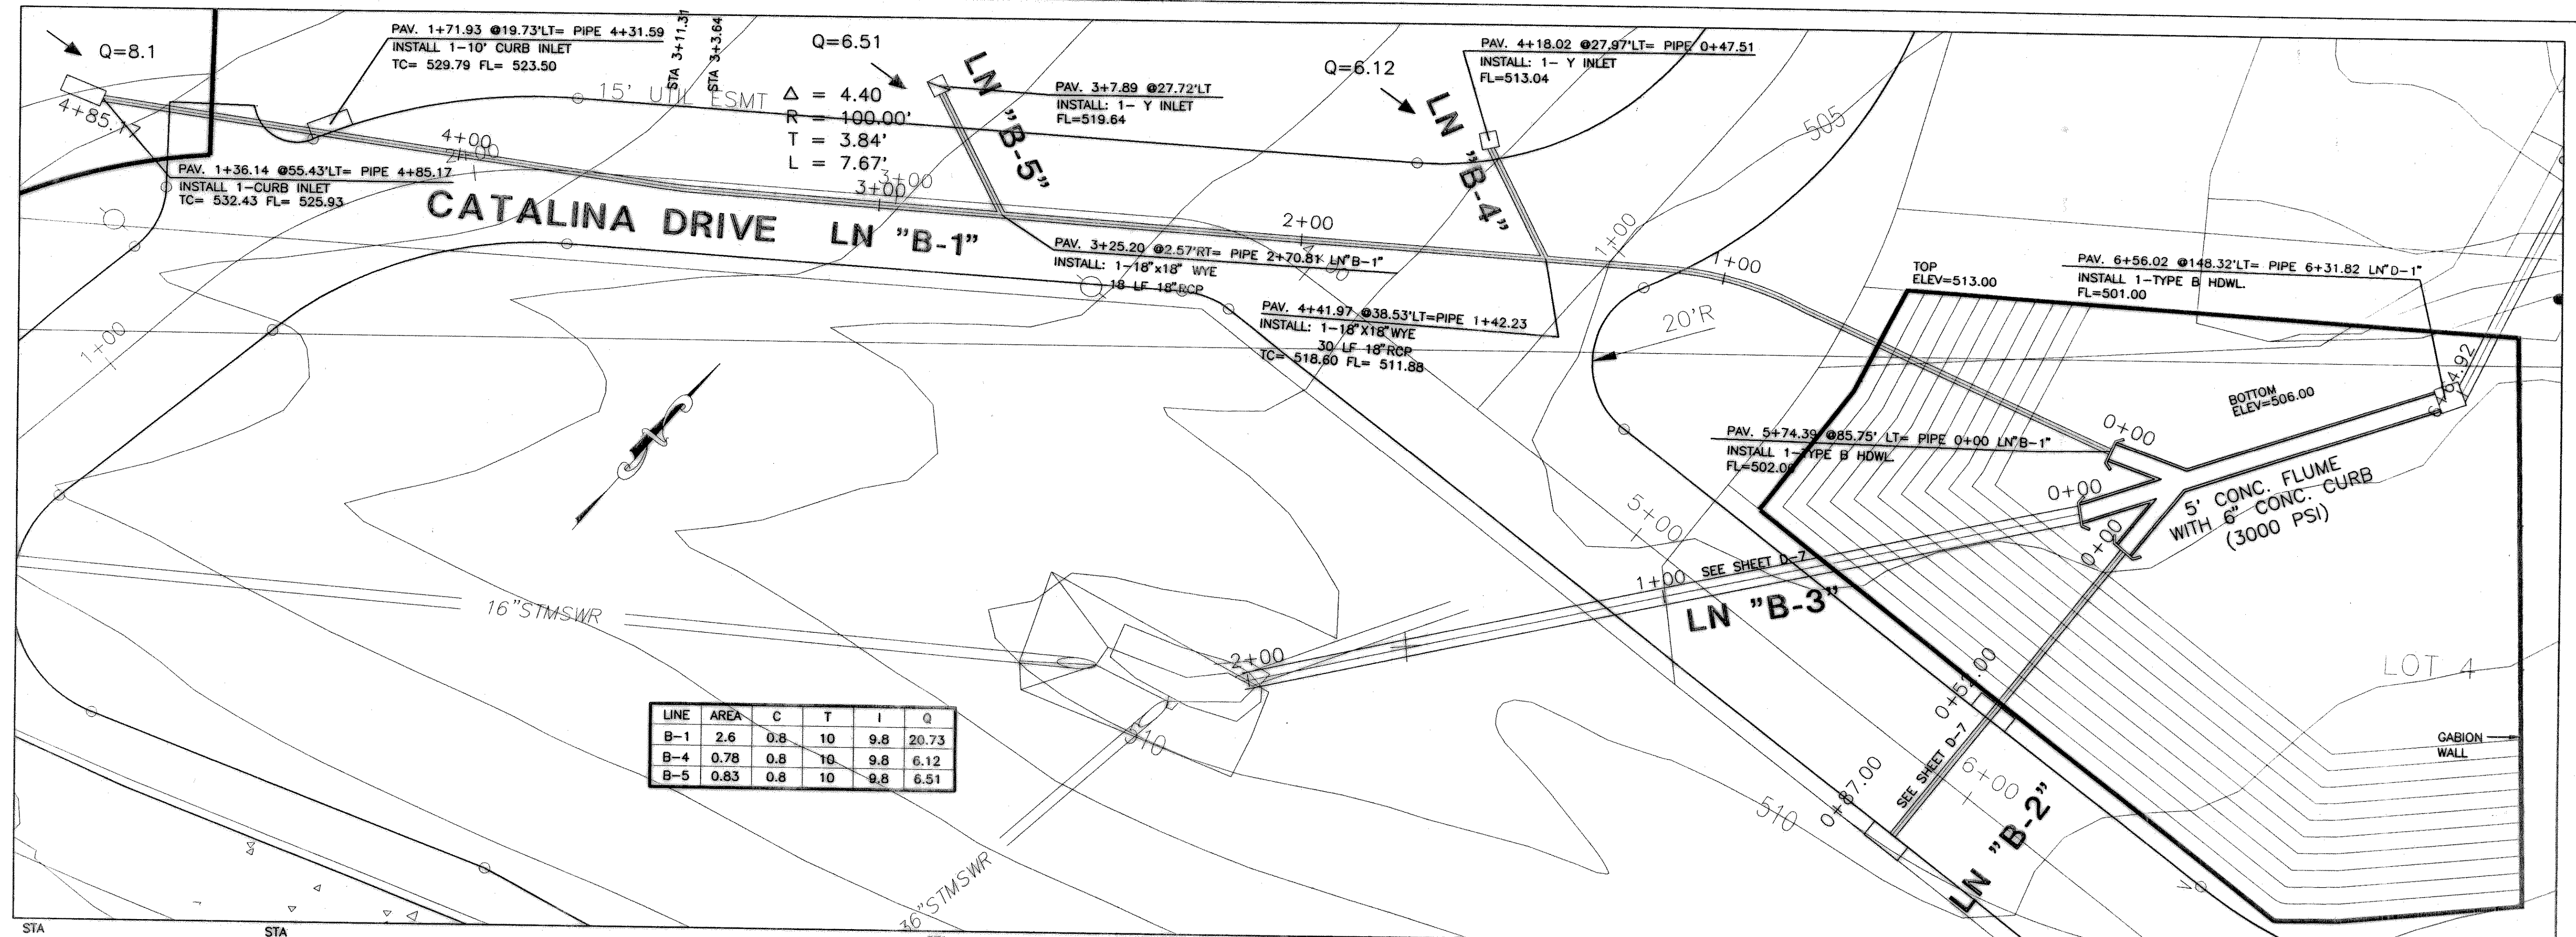 Q=8.1
PAV. 1+71.93 @19.73'LT= PIPE 4+31.59
INSTALL 1-10' CURB INLET
TC= 529.79 FL= 523.50
STA 3+11.31
STA 3+3.64
Q=6.51
LN "B-5"
PAV. 3+7.89 @27.72'LT
INSTALL: 1- Y INLET
FL=519.64
Q=6.12
PAV. 4+18.02 @27.97'LT= PIPE 0+47.51
INSTALL: 1- Y INLET
FL=513.04
LN "B-4"
505
4+85.17
15' UTIL ESMT
Δ = 4.40
R = 100.00'
T = 3.84'
L = 7.67'
4+00
2+00
3+00
3+00
PAV. 1+36.14 @55.43'LT= PIPE 4+85.17
INSTALL 1-CURB INLET
TC= 532.43 FL= 525.93
CATALINA DRIVE LN "B-1"
2+00
1+00
1+00
PAV. 3+25.20 @2.57'RT= PIPE 2+70.81 LN"B-1"
INSTALL: 1-18"x18" WYE
18 LF 18"RCP
PAV. 4+41.97 @38.53'LT=PIPE 1+42.23
INSTALL: 1-18"X18"WYE
30 LF 18"RCP
TC= 518.60 FL= 511.88
TOP
ELEV=513.00
PAV. 6+56.02 @148.32'LT= PIPE 6+31.82 LN"D-1"
INSTALL 1-TYPE B HDWL.
FL=501.00
1+00
20'R
BOTTOM
ELEV=506.00
PAV. 5+74.39 @85.75' LT= PIPE 0+00 LN"B-1"
INSTALL 1-TYPE B HDWL
FL=502.00
0+00
0+00
0+00
5' CONC. FLUME
WITH 6" CONC. CURB
(3000 PSI)
5+00
1+00
SEE SHEET D-7
LN "B-3"
16"STMSWR
2+00
LOT 4
0+52.00
LINE AREA C T I Q
B-1 2.6 0.8 10 9.8 20.73
B-4 0.78 0.8 10 9.8 6.12
B-5 0.83 0.8 10 9.8 6.51
510
GABION
WALL
SEE SHEET D-7
6+00
0+87.00
510
LN "B-2"
36"STMSWR
STA
STA